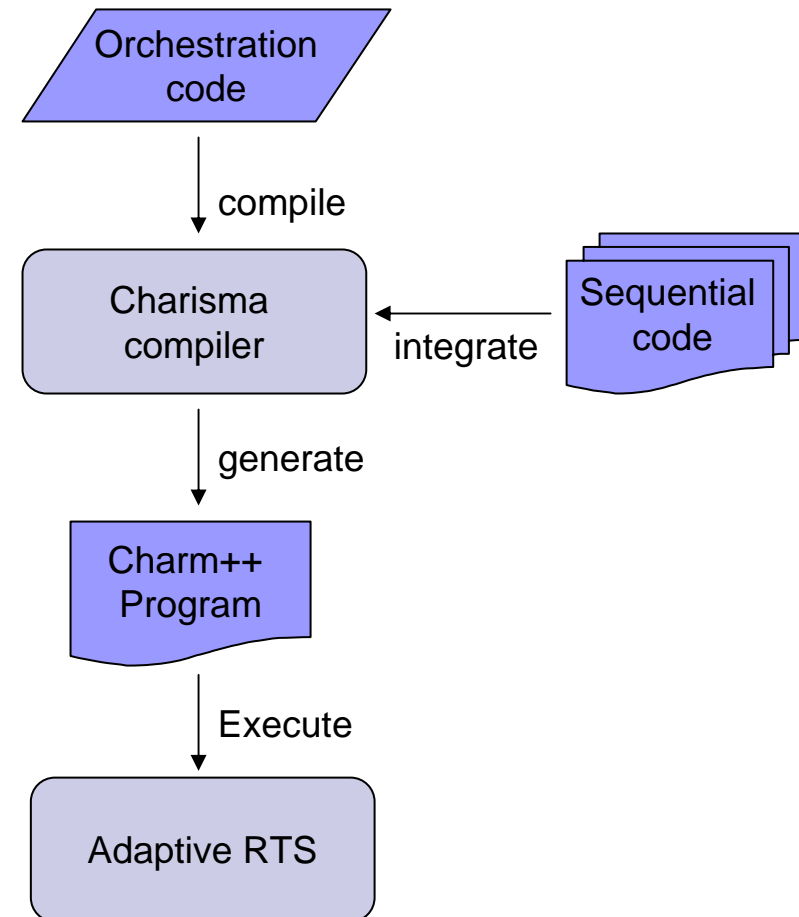 Orchestration
code
compile
Charisma
compiler
integrate
Sequential
code
generate
Charm++
Program
Execute
Adaptive RTS